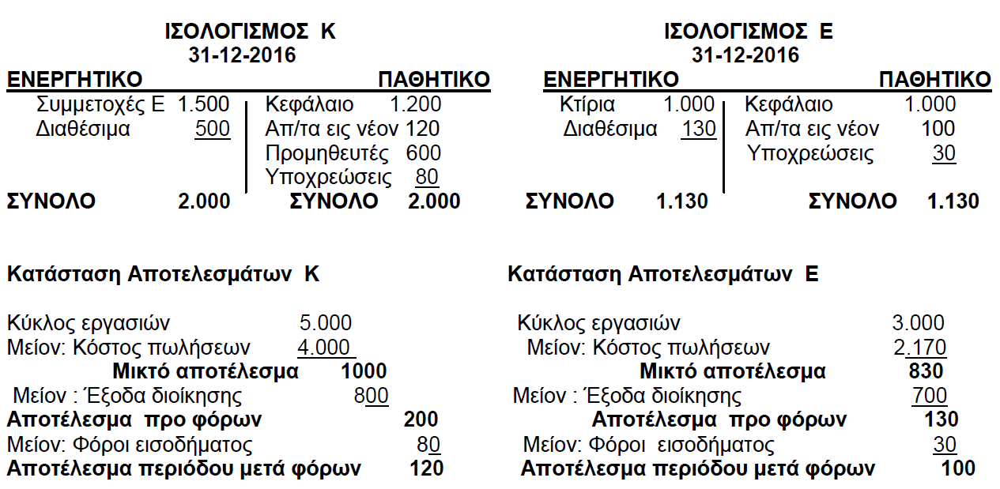 ΙΣΟΛΟΓΙΣΜΟΣ Κ
31-12-2016
ΕΝΕΡΓΗΤΙΚΟ ΠΑΘΗΤΙΚΟ
Συμμετοχές Ε 1.500 Κεφάλαιο 1.200
Διαθέσιμα 500 Απ/τα εις νέον 120
Προμηθευτές 600
Υποχρεώσεις 80
ΣΥΝΟΛΟ 2.000 ΣΥΝΟΛΟ 2.000
ΙΣΟΛΟΓΙΣΜΟΣ Ε
31-12-2016
ΕΝΕΡΓΗΤΙΚΟ ΠΑΘΗΤΙΚΟ
Κτίρια 1.000 Κεφάλαιο 1.000
Διαθέσιμα 130 Απ/τα εις νέον 100
Υποχρεώσεις 30
ΣΥΝΟΛΟ 1.130 ΣΥΝΟΛΟ 1.130
Κατάσταση Αποτελεσμάτων Κ
Κύκλος εργασιών 5.000
Μείον: Κόστος πωλήσεων 4.000
Μικτό αποτέλεσμα 1000
Μείον : Έξοδα διοίκησης 800
Αποτέλεσμα προ φόρων 200
Μείον: Φόροι εισοδήματος 80
Αποτέλεσμα περιόδου μετά φόρων 120
Κατάσταση Αποτελεσμάτων Ε
Κύκλος εργασιών 3.000
Μείον: Κόστος πωλήσεων 2.170
Μικτό αποτέλεσμα 830
Μείον : Έξοδα διοίκησης 700
Αποτέλεσμα προ φόρων 130
Μείον: Φόροι εισοδήματος 30
Αποτέλεσμα περιόδου μετά φόρων 100